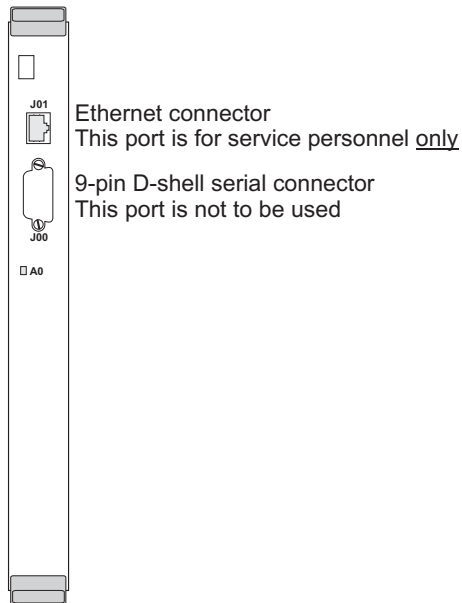 J01
Ethernet connector
This port is for service personnel only
9-pin D-shell serial connector
This port is not to be used
J00
A0